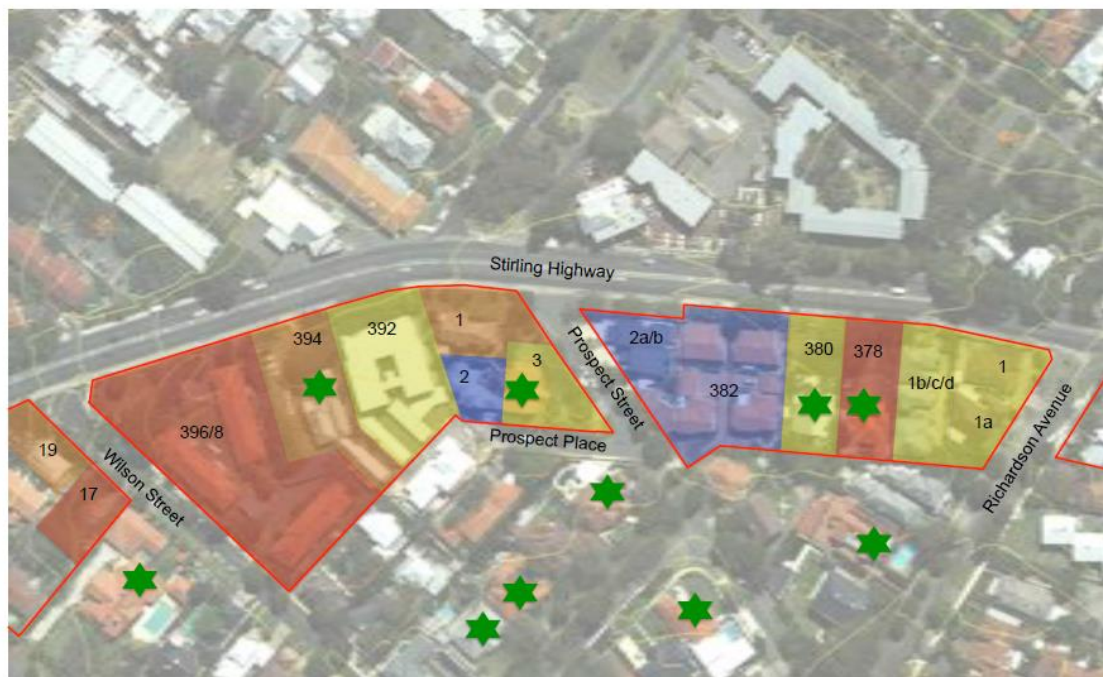 Stirling Highway
394
392
1
2
3
Prospect Street
Prospect Place
2a/b
382
380
378
1b/c/d
1
1a
Richardson Avenue
396/8
19
17
Wilson Street